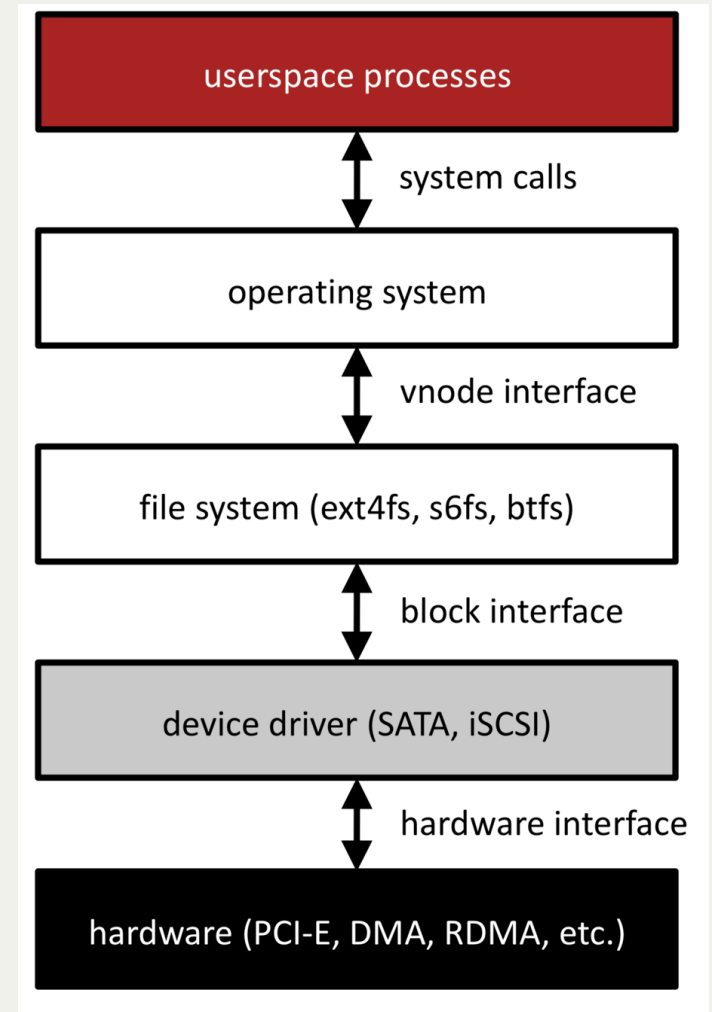 userspace processes
system calls
operating system
vnode interface
file system (ext4fs, s6fs, btfs)
block interface
device driver (SATA, iSCSI)
hardware interface
hardware (PCI-E, DMA, RDMA, etc.)